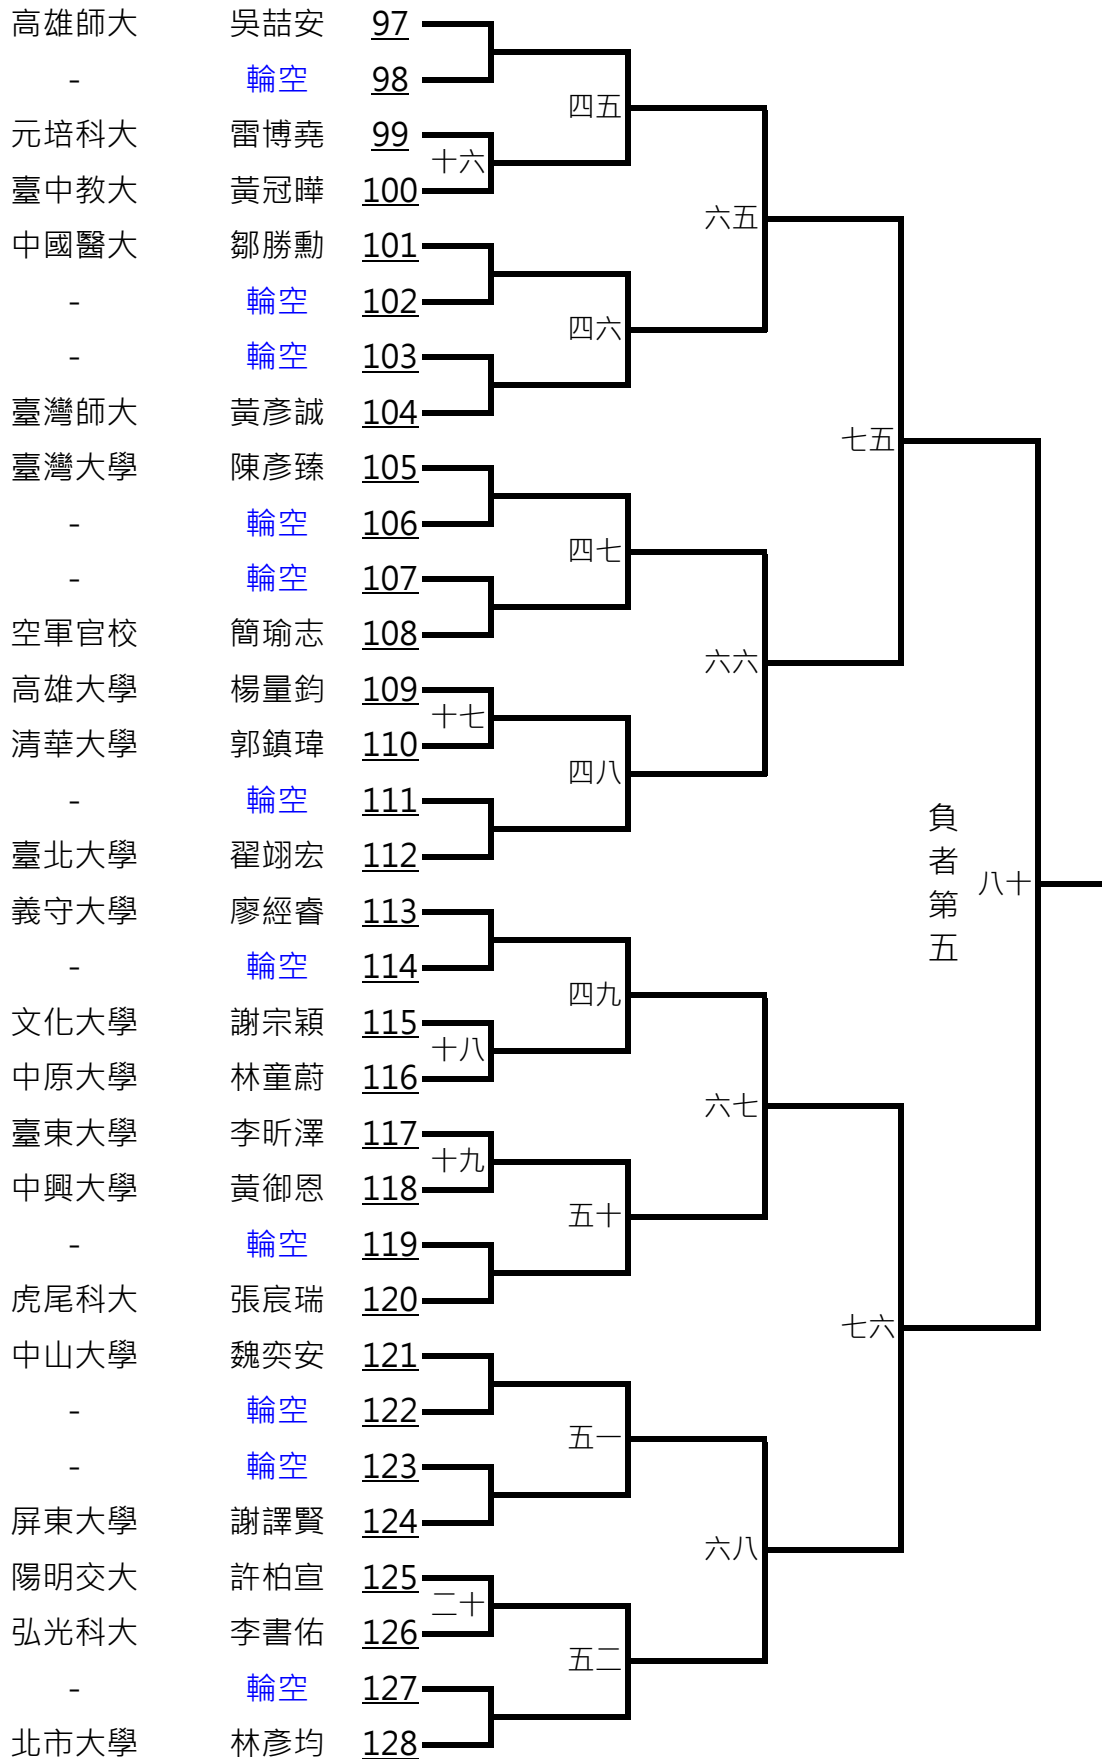 高雄師大 吳喆安 97
- 輪空 98
四五
元培科大 雷博堯 99
十六
臺中教大 黃冠曄 100
六五
中國醫大 鄒勝勳 101
- 輪空 102
四六
- 輪空 103
臺灣師大 黃彥誠 104
七五
臺灣大學 陳彥臻 105
- 輪空 106
四七
- 輪空 107
空軍官校 簡瑜志 108
六六
高雄大學 楊量鈞 109
十七
清華大學 郭鎮瑋 110
四八
- 輪空 111
臺北大學 翟翊宏 112
負者第五
八十
義守大學 廖經睿 113
- 輪空 114
四九
文化大學 謝宗穎 115
十八
中原大學 林童蔚 116
六七
臺東大學 李昕澤 117
十九
中興大學 黃御恩 118
五十
- 輪空 119
虎尾科大 張宸瑞 120
七六
中山大學 魏奕安 121
- 輪空 122
五一
- 輪空 123
屏東大學 謝譯賢 124
六八
陽明交大 許柏宣 125
二十
弘光科大 李書佑 126
五二
- 輪空 127
北市大學 林彥均 128